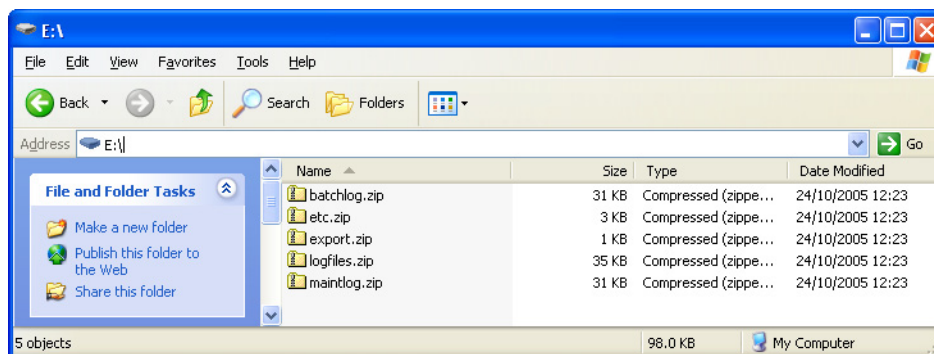 E:\
File Edit View Favorites Tools Help
Back Search Folders
Address E:\ Go
Name Size Type Date Modified
File and Folder Tasks
Make a new folder
Publish this folder to
the Web
Share this folder
batchlog.zip 31 KB Compressed (zippe... 24/10/2005 12:23
etc.zip 3 KB Compressed (zippe... 24/10/2005 12:23
export.zip 1 KB Compressed (zippe... 24/10/2005 12:23
logfiles.zip 35 KB Compressed (zippe... 24/10/2005 12:23
maintlog.zip 31 KB Compressed (zippe... 24/10/2005 12:23
5 objects 98.0 KB My Computer